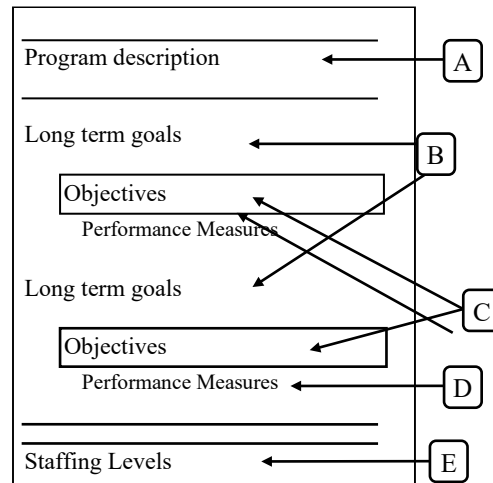 Program description
A
Long term goals
B
Objectives
Performance Measures
Long term goals
C
Objectives
Performance Measures
D
Staffing Levels
E